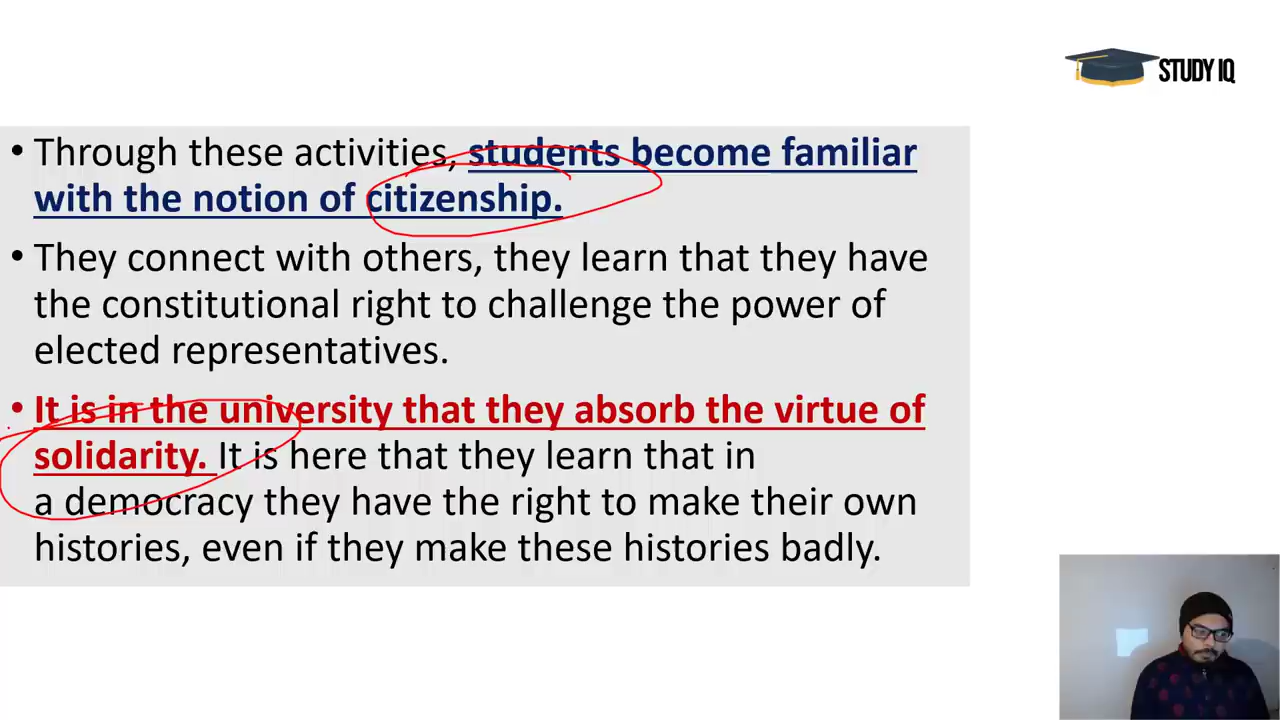 STUDY IQ
• Through these activities, students become familiar
with the notion of citizenship.
• They connect with others, they learn that they have
the constitutional right to challenge the power of
elected representatives.
• It is in the university that they absorb the virtue of
solidarity. It is here that they learn that in
a democracy they have the right to make their own
histories, even if they make these histories badly.